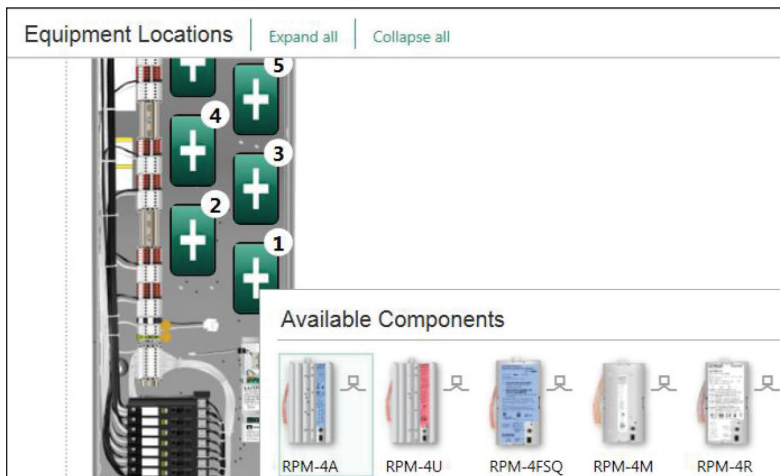 Equipment Locations Expand all Collapse all
5
4
3
2
1
Available Components
RPM-4A RPM-4U RPM-4FSQ RPM-4M RPM-4R